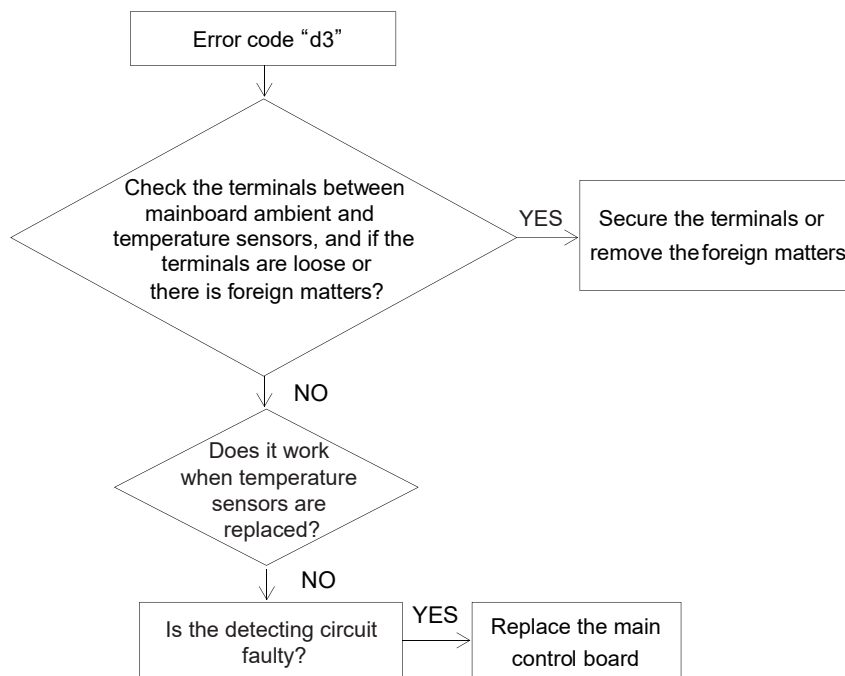 Error code “d3”
Check the terminals between
mainboard ambient and
temperature sensors, and if the
terminals are loose or
there is foreign matters?
YES
Secure the terminals or
remove the foreign matters
NO
Does it work
when temperature
sensors are
replaced?
NO
Is the detecting circuit
faulty?
YES
Replace the main
control board